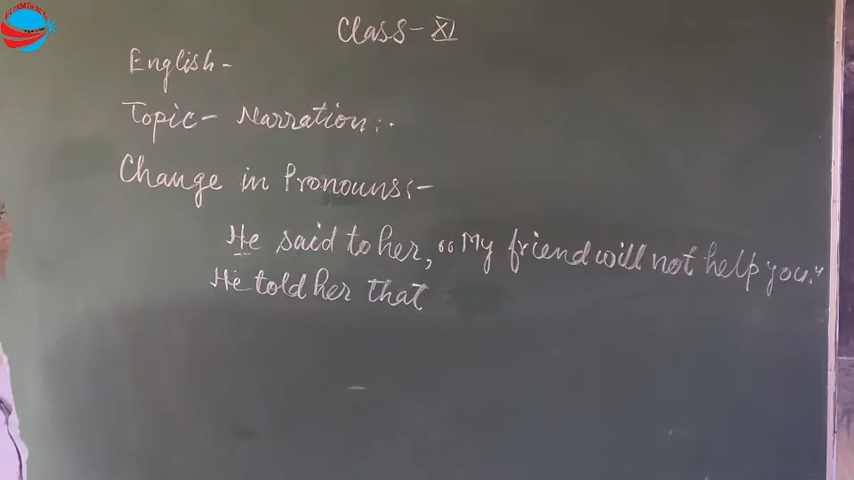 Class - XI
English -
Topic - Narration :.
Change in Pronouns :-
He said to her, "My friend will not help you."
He told her that